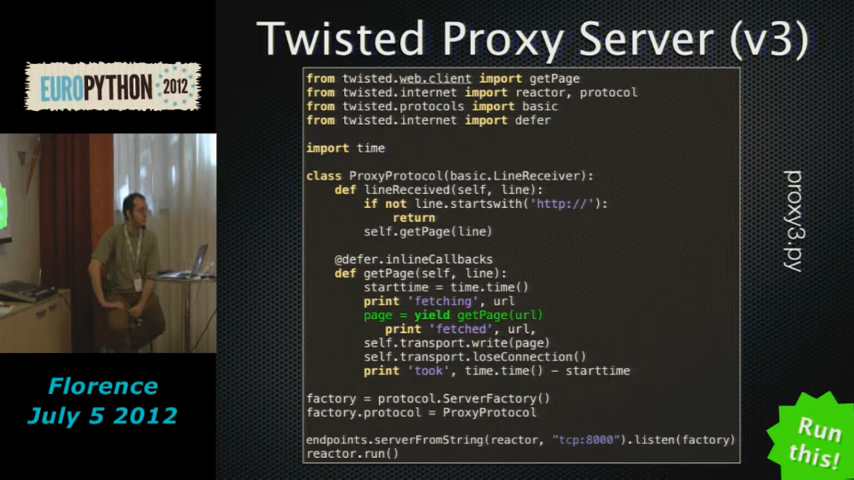 Twisted Proxy Server (v3)
EUROPYTHON 2012
from twisted.web.client import getPage
from twisted.internet import reactor, protocol
from twisted.protocols import basic
from twisted.internet import defer
import time
class ProxyProtocol(basic.LineReceiver):
def lineReceived(self, line):
if not line.startswith('http://'):
return
self.getPage(line)
@defer.inlineCallbacks
def getPage(self, line):
starttime = time.time()
print 'fetching', url
page = yield getPage(url)
print 'fetched', url,
self.transport.write(page)
self.transport.loseConnection()
print 'took', time.time() - starttime
factory = protocol.ServerFactory()
factory.protocol = ProxyProtocol
endpoints.serverFromString(reactor, "tcp:8000").listen(factory)
reactor.run()
proxy3.py
Florence
July 5 2012
Run
this!